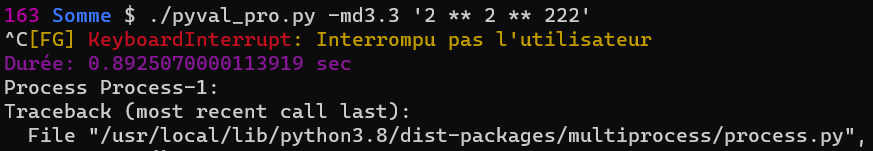 163 Somme $ ./pyval_pro.py -md3.3 '2 ** 2 ** 222'
^C[FG] KeyboardInterrupt: Interrompu pas l'utilisateur
Durée: 0.8925070000113919 sec
Process Process-1:
Traceback (most recent call last):
  File "/usr/local/lib/python3.8/dist-packages/multiprocess/process.py",